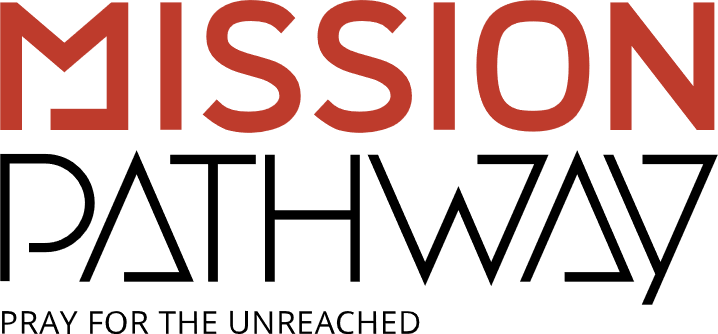 MISSION
PATHWAY
PRAY FOR THE UNREACHED